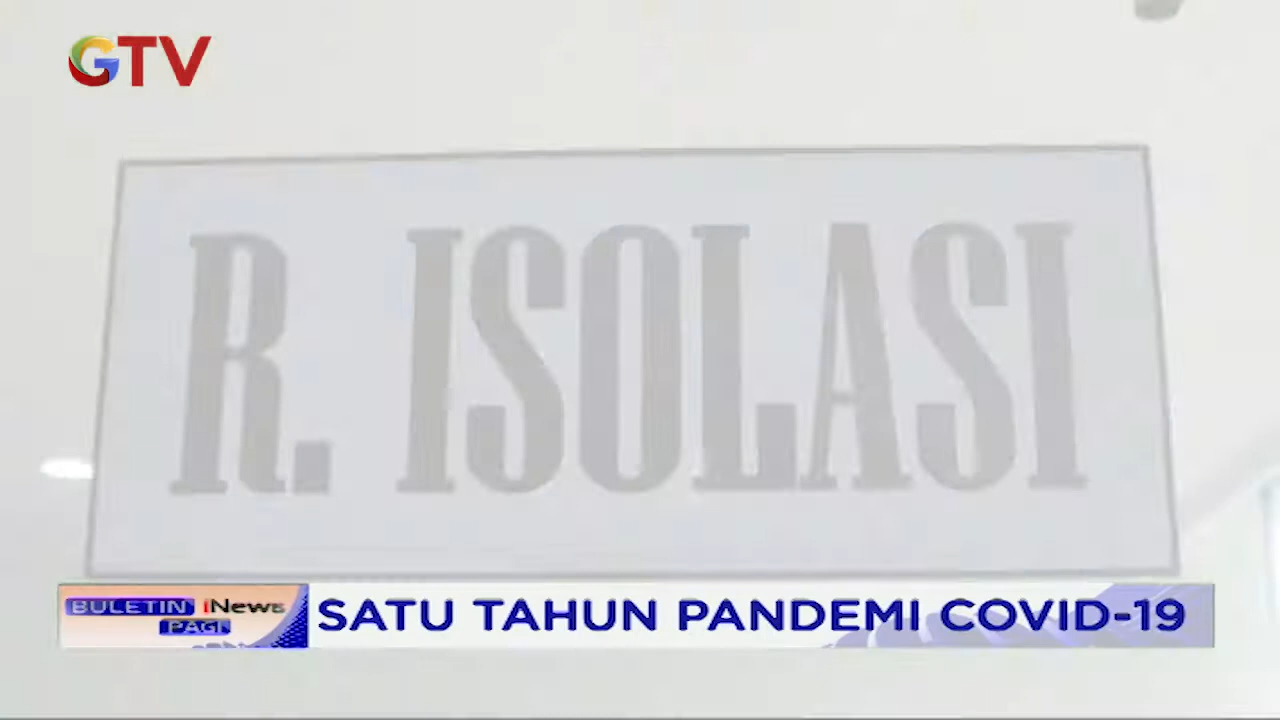 GTV
R. ISOLASI
BULETIN iNews
PAGI
SATU TAHUN PANDEMI COVID-19